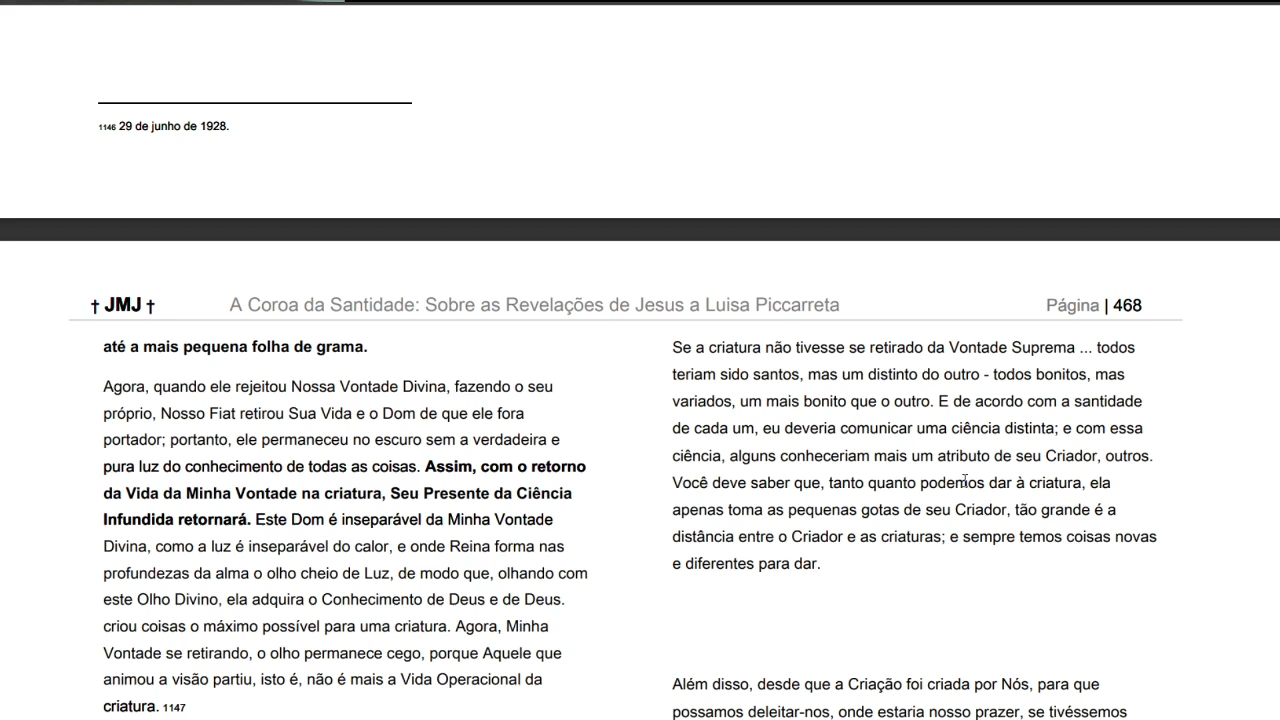 1146 29 de junho de 1928.
† JMJ † A Coroa da Santidade: Sobre as Revelações de Jesus a Luisa Piccarreta Página | 468
até a mais pequena folha de grama.
Agora, quando ele rejeitou Nossa Vontade Divina, fazendo o seu
próprio, Nosso Fiat retirou Sua Vida e o Dom de que ele fora
portador; portanto, ele permaneceu no escuro sem a verdadeira e
pura luz do conhecimento de todas as coisas. Assim, com o retorno
da Vida da Minha Vontade na criatura, Seu Presente da Ciência
Infundida retornará. Este Dom é inseparável da Minha Vontade
Divina, como a luz é inseparável do calor, e onde Reina forma nas
profundezas da alma o olho cheio de Luz, de modo que, olhando com
este Olho Divino, ela adquira o Conhecimento de Deus e de Deus.
criou coisas o máximo possível para uma criatura. Agora, Minha
Vontade se retirando, o olho permanece cego, porque Aquele que
animou a visão partiu, isto é, não é mais a Vida Operacional da
criatura. 1147
Se a criatura não tivesse se retirado da Vontade Suprema ... todos
teriam sido santos, mas um distinto do outro - todos bonitos, mas
variados, um mais bonito que o outro. E de acordo com a santidade
de cada um, eu deveria comunicar uma ciência distinta; e com essa
ciência, alguns conheceriam mais um atributo de seu Criador, outros.
Você deve saber que, tanto quanto podemos dar à criatura, ela
apenas toma as pequenas gotas de seu Criador, tão grande é a
distância entre o Criador e as criaturas; e sempre temos coisas novas
e diferentes para dar.
Além disso, desde que a Criação foi criada por Nós, para que
possamos deleitar-nos, onde estaria nosso prazer, se tivéssemos